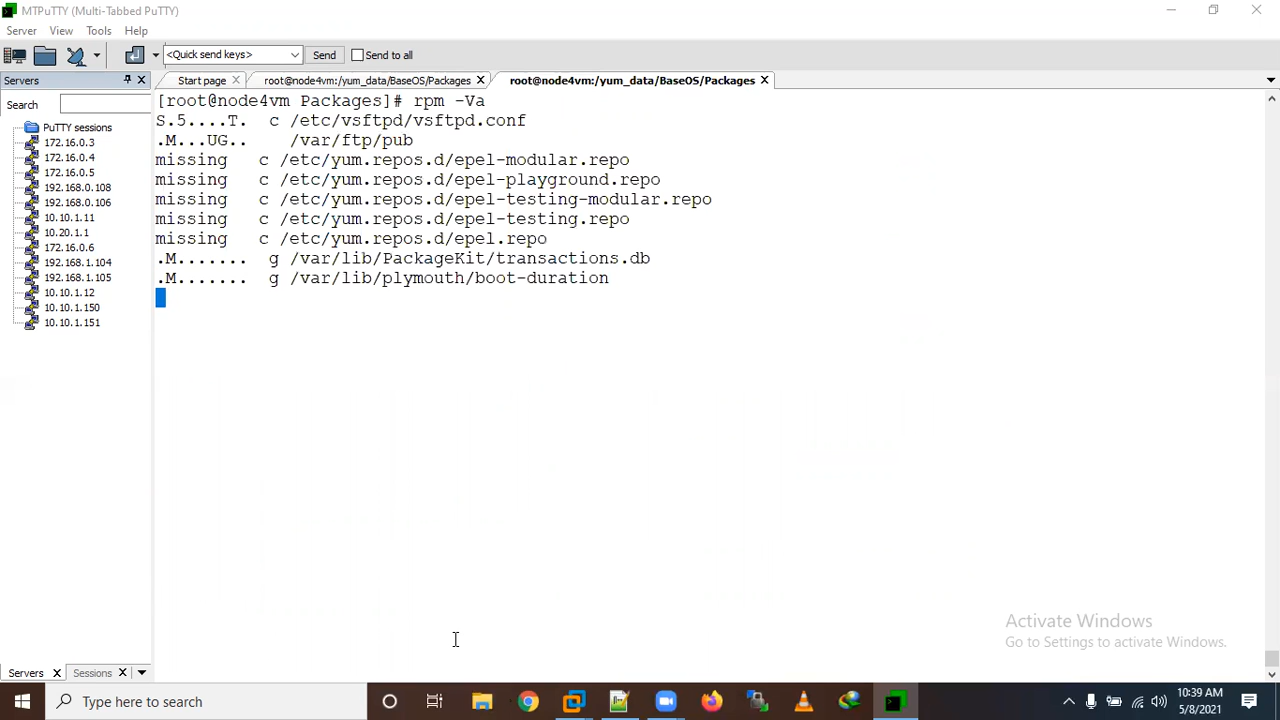 MTPuTTY (Multi-Tabbed PuTTY)
Server View Tools Help
<Quick send keys> Send Send to all
Servers
Start page root@node4vm:/yum_data/BaseOS/Packages root@node4vm:/yum_data/BaseOS/Packages
Search
PuTTY sessions
172.16.0.3
172.16.0.4
172.16.0.5
192.168.0.108
192.168.0.106
10.10.1.11
10.20.1.1
172.16.0.6
192.168.1.104
192.168.1.105
10.10.1.12
10.10.1.150
10.10.1.151
[root@node4vm Packages]# rpm -Va
S.5....T.  c /etc/vsftpd/vsftpd.conf
.M...UG..    /var/ftp/pub
missing   c /etc/yum.repos.d/epel-modular.repo
missing   c /etc/yum.repos.d/epel-playground.repo
missing   c /etc/yum.repos.d/epel-testing-modular.repo
missing   c /etc/yum.repos.d/epel-testing.repo
missing   c /etc/yum.repos.d/epel.repo
.M.......  g /var/lib/PackageKit/transactions.db
.M.......  g /var/lib/plymouth/boot-duration
Activate Windows
Go to Settings to activate Windows.
Servers Sessions
Type here to search
10:39 AM
5/8/2021